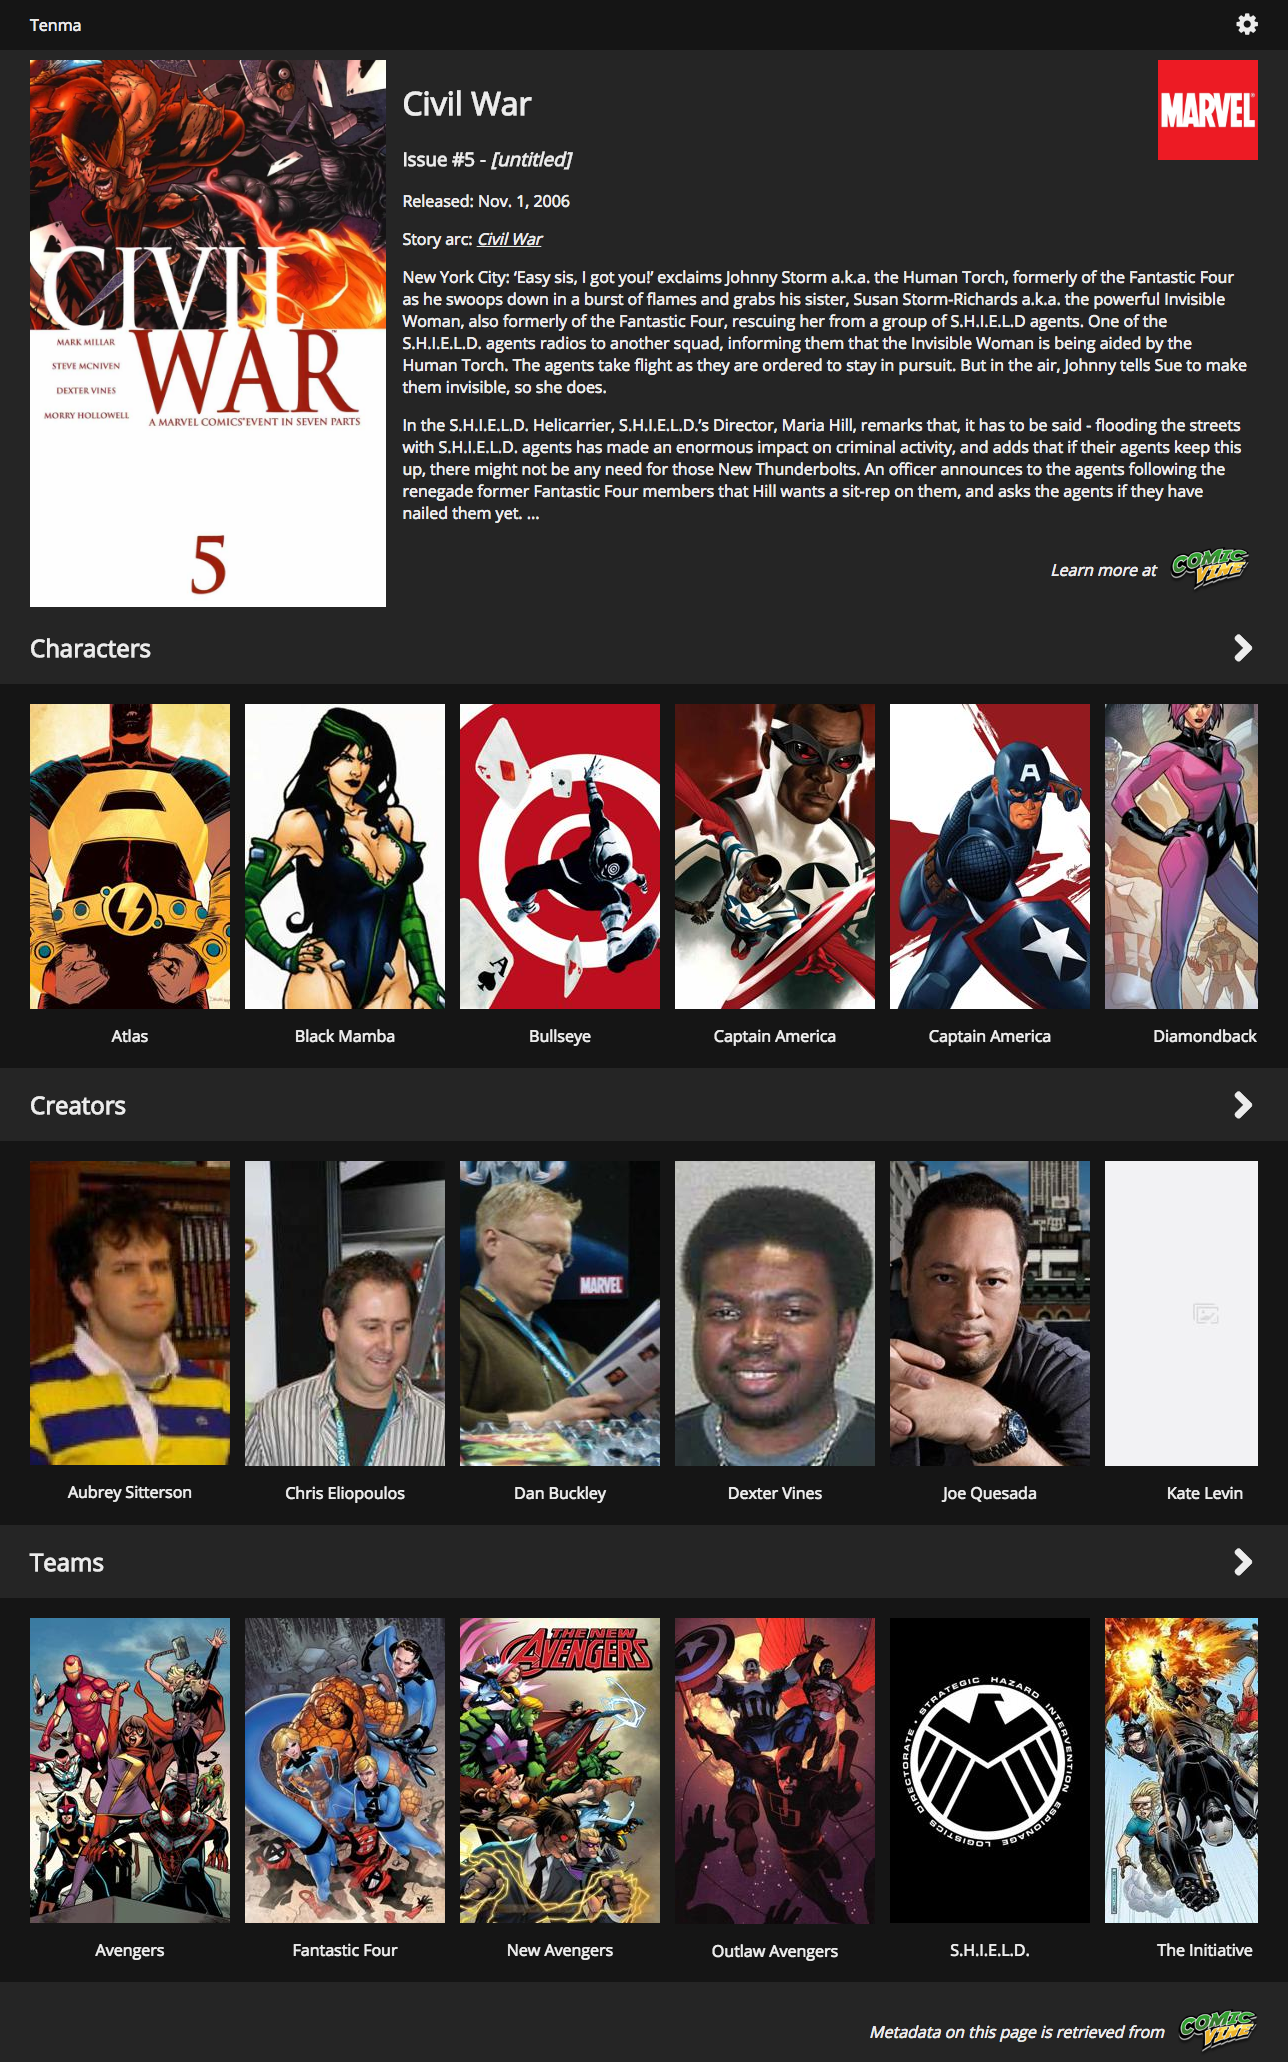 Tenma
CIVIL
WAR
™
MARK MILLAR
STEVE MCNIVEN
DEXTER VINES
MORRY HOLLOWELL
A MARVEL COMICS EVENT IN SEVEN PARTS
5
Civil War
MARVEL
Issue #5 - [untitled]
Released: Nov. 1, 2006
Story arc: Civil War
New York City: ‘Easy sis, I got you!’ exclaims Johnny Storm a.k.a. the Human Torch, formerly of the Fantastic Four
as he swoops down in a burst of flames and grabs his sister, Susan Storm-Richards a.k.a. the powerful Invisible
Woman, also formerly of the Fantastic Four, rescuing her from a group of S.H.I.E.L.D agents. One of the
S.H.I.E.L.D. agents radios to another squad, informing them that the Invisible Woman is being aided by the
Human Torch. The agents take flight as they are ordered to stay in pursuit. But in the air, Johnny tells Sue to make
them invisible, so she does.
In the S.H.I.E.L.D. Helicarrier, S.H.I.E.L.D.’s Director, Maria Hill, remarks that, it has to be said - flooding the streets
with S.H.I.E.L.D. agents has made an enormous impact on criminal activity, and adds that if their agents keep this
up, there might not be any need for those New Thunderbolts. An officer announces to the agents following the
renegade former Fantastic Four members that Hill wants a sit-rep on them, and asks the agents if they have
nailed them yet. ...
Learn more at COMIC VINE
Characters
A
A
Atlas
Black Mamba
Bullseye
Captain America
Captain America
Diamondback
Creators
MARVEL
Aubrey Sitterson
Chris Eliopoulos
Dan Buckley
Dexter Vines
Joe Quesada
Kate Levin
Teams
THE NEW
AVENGERS
STRATEGIC HAZARD INTERVENTION ESPIONAGE LOGISTICS DIRECTORATE
Avengers
Fantastic Four
New Avengers
Outlaw Avengers
S.H.I.E.L.D.
The Initiative
Metadata on this page is retrieved from COMIC VINE